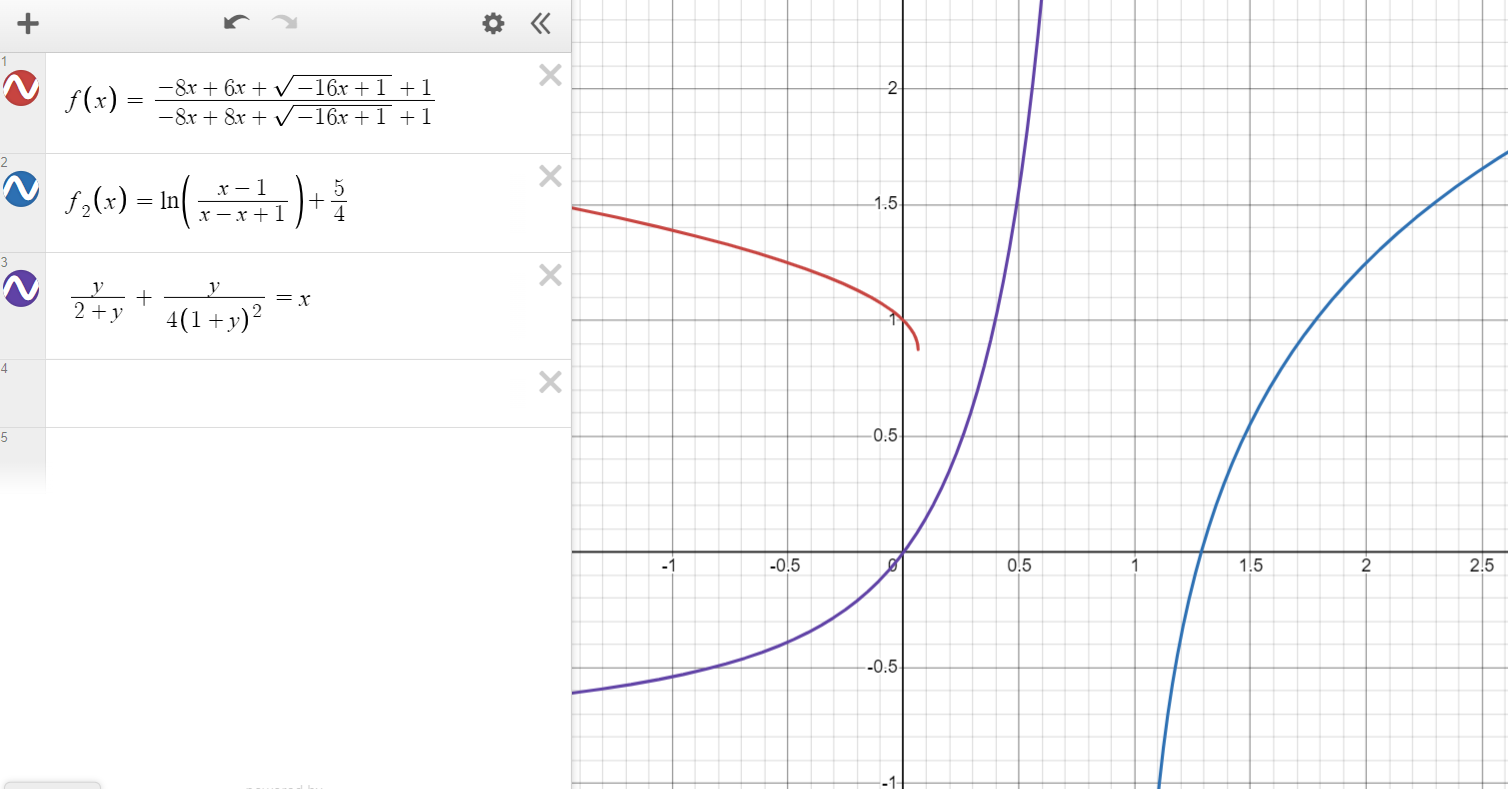 1
f(x) = (-8x + 6x + √(-16x + 1) + 1) / (-8x + 8x + √(-16x + 1) + 1)
2
f₂(x) = ln((x - 1) / (x - x + 1)) + 5/4
3
y/(2 + y) + y/(4(1 + y)²) = x
4
5
2
1.5
1
0.5
-1 -0.5 0 0.5 1 1.5 2 2.5
-0.5
-1
powered by